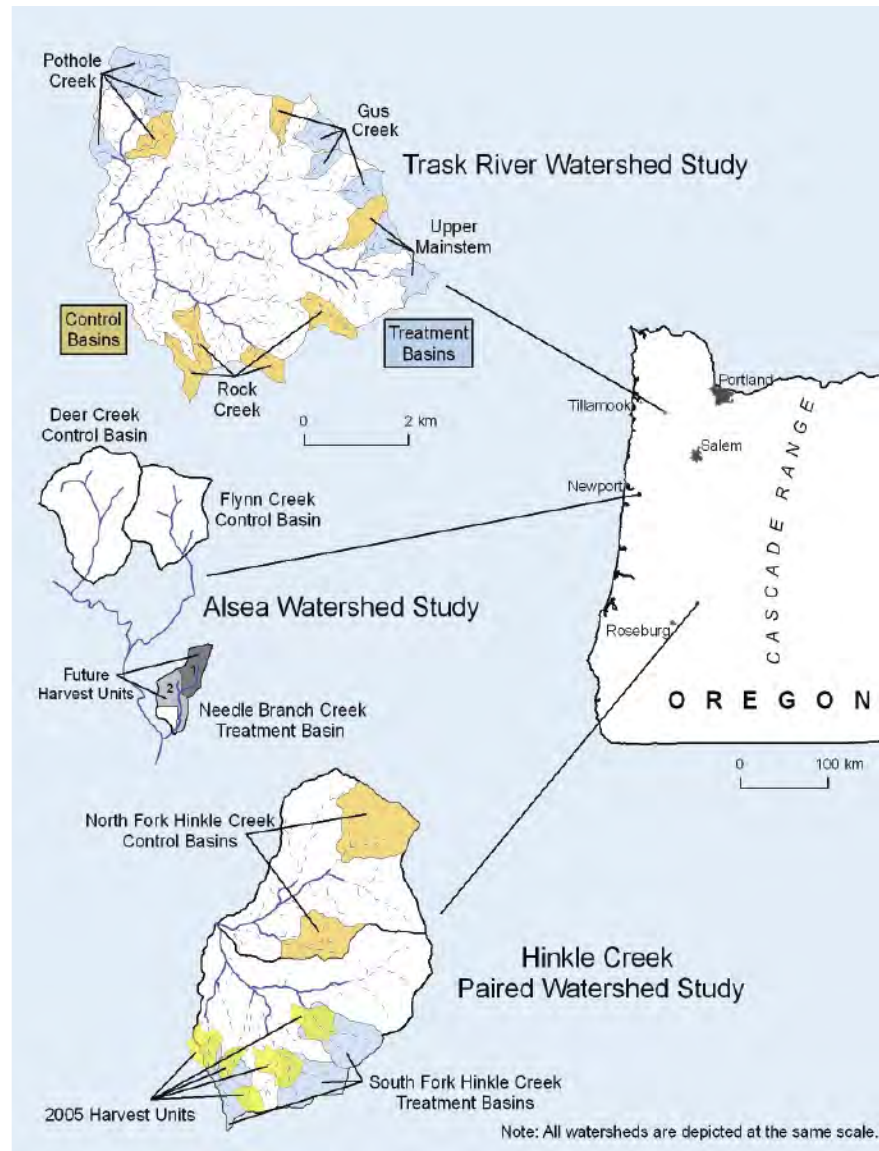 Pothole
Creek
Gus
Creek
Trask River Watershed Study
Upper
Mainstem
Control
Basins
Treatment
Basins
Rock
Creek
0 2 km
Portland
Tillamook
Salem
Newport
CASCADE RANGE
Roseburg
OREGON
0 100 km
Deer Creek
Control Basin
Flynn Creek
Control Basin
Alsea Watershed Study
Future
Harvest Units
1
2
Needle Branch Creek
Treatment Basin
North Fork Hinkle Creek
Control Basins
Hinkle Creek
Paired Watershed Study
South Fork Hinkle Creek
Treatment Basins
2005 Harvest Units
Note: All watersheds are depicted at the same scale.